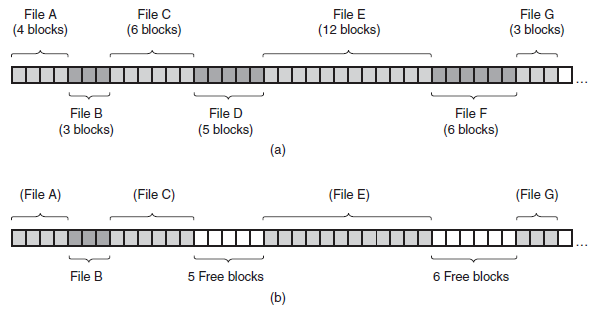 File A
(4 blocks)
File C
(6 blocks)
File E
(12 blocks)
File G
(3 blocks)
...
File B
(3 blocks)
File D
(5 blocks)
File F
(6 blocks)
(a)
(File A)
(File C)
(File E)
(File G)
...
File B
5 Free blocks
6 Free blocks
(b)